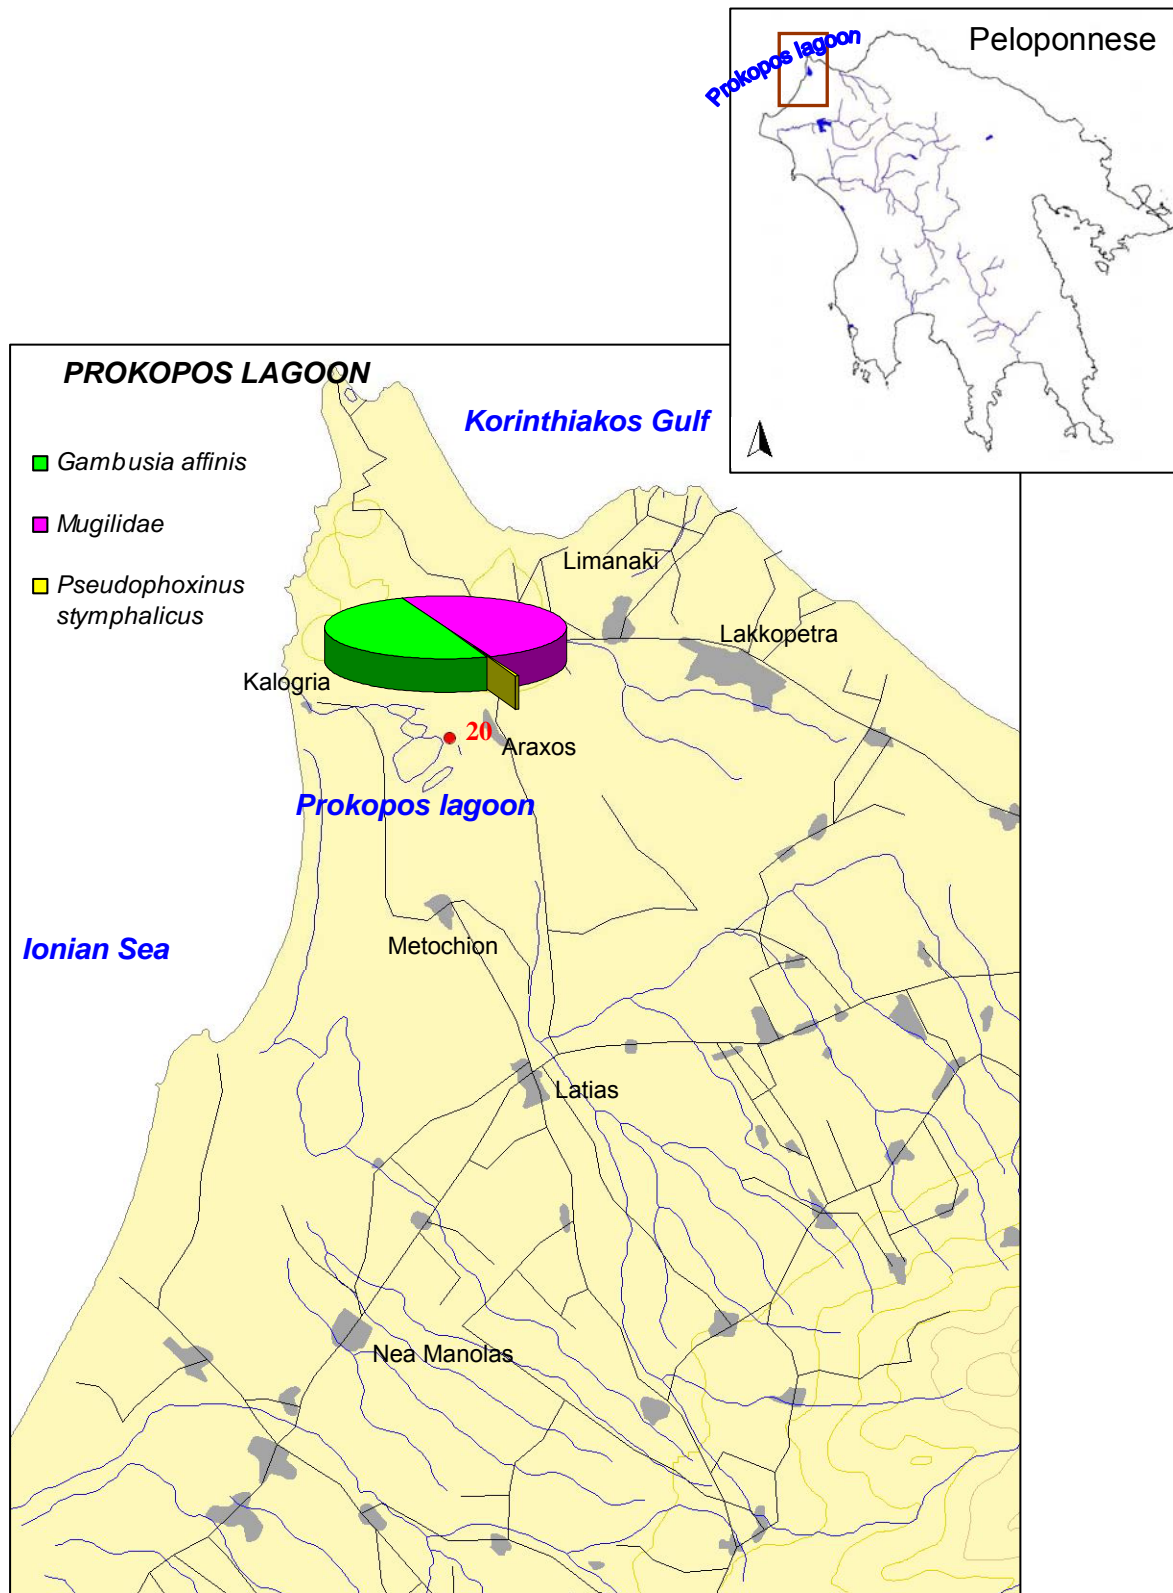 Peloponnese
Prokopos lagoon
PROKOPOS LAGOON
Korinthiakos Gulf
Gambusia affinis
Mugilidae
Pseudophoxinus
stymphalicus
Limanaki
Lakkopetra
Kalogria
20
Araxos
Prokopos lagoon
Ionian Sea
Metochion
Latias
Nea Manolas